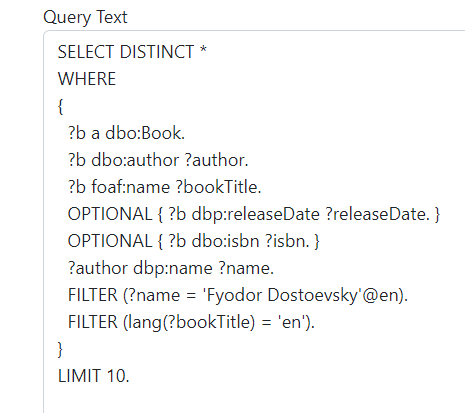 Query Text
SELECT DISTINCT *
WHERE
{
?b a dbo:Book.
?b dbo:author ?author.
?b foaf:name ?bookTitle.
OPTIONAL { ?b dbp:releaseDate ?releaseDate. }
OPTIONAL { ?b dbo:isbn ?isbn. }
?author dbp:name ?name.
FILTER (?name = 'Fyodor Dostoevsky'@en).
FILTER (lang(?bookTitle) = 'en').
}
LIMIT 10.